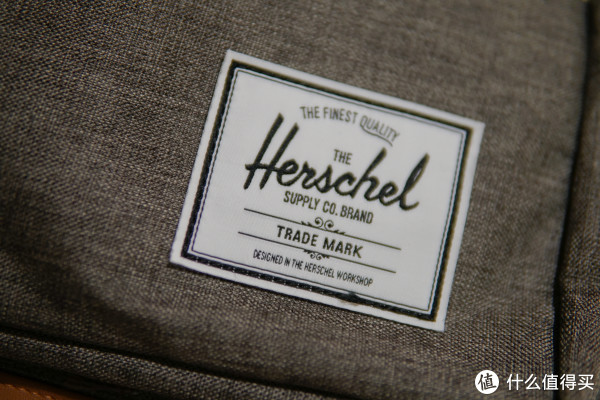 THE FINEST QUALITY
THE
Herschel
SUPPLY CO. BRAND
TRADE MARK
DESIGNED IN THE HERSCHEL WORKSHOP
值 什么值得买